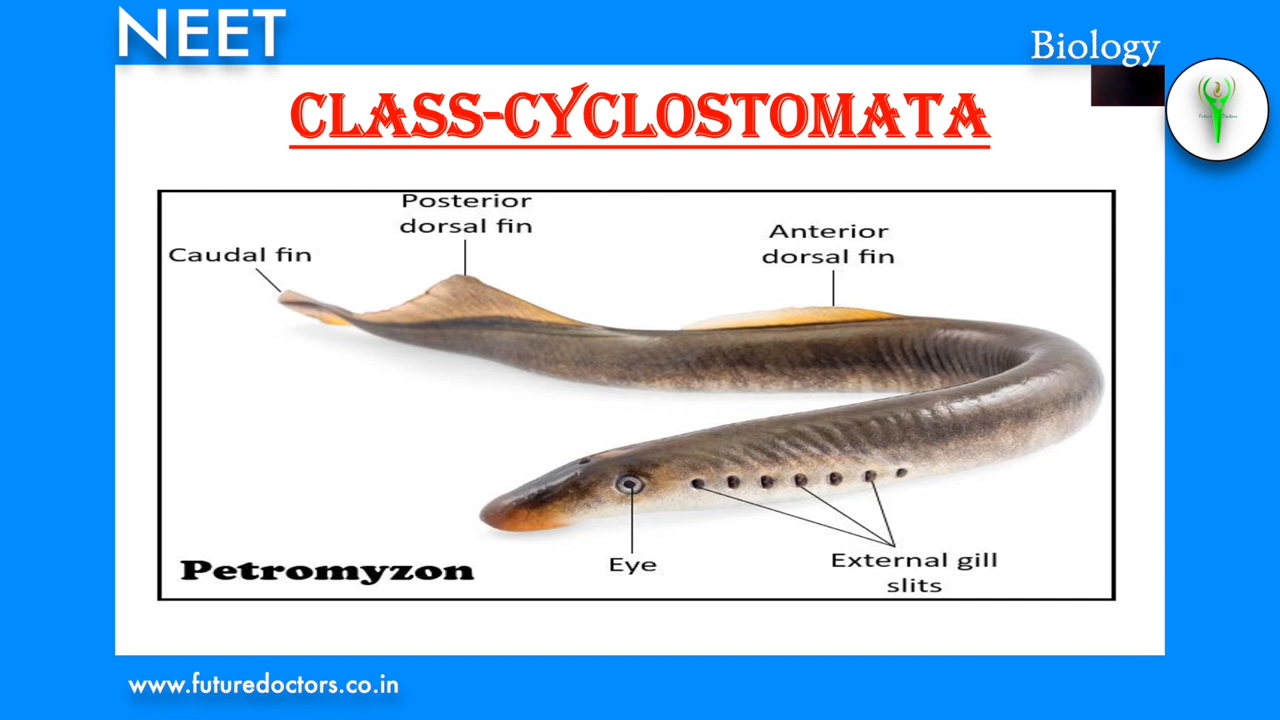 NEET
Biology
CLASS-CYCLOSTOMATA
Posterior
dorsal fin
Caudal fin
Anterior
dorsal fin
Eye
External gill
slits
Petromyzon
www.futuredoctors.co.in